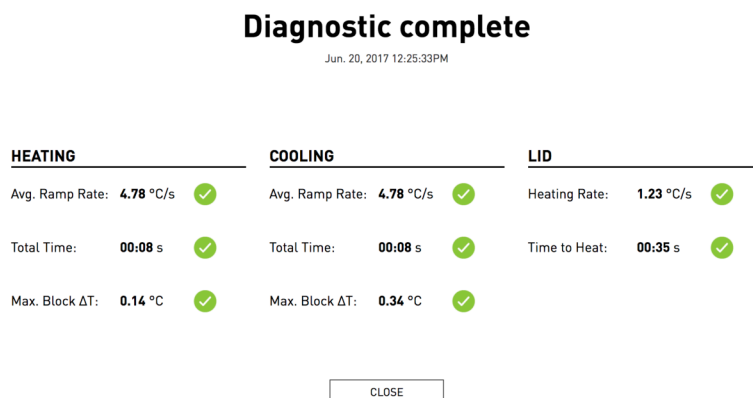 Diagnostic complete
Jun. 20, 2017 12:25:33PM
HEATING
Avg. Ramp Rate: 4.78 °C/s
Total Time: 00:08 s
Max. Block ΔT: 0.14 °C
COOLING
Avg. Ramp Rate: 4.78 °C/s
Total Time: 00:08 s
Max. Block ΔT: 0.34 °C
LID
Heating Rate: 1.23 °C/s
Time to Heat: 00:35 s
CLOSE